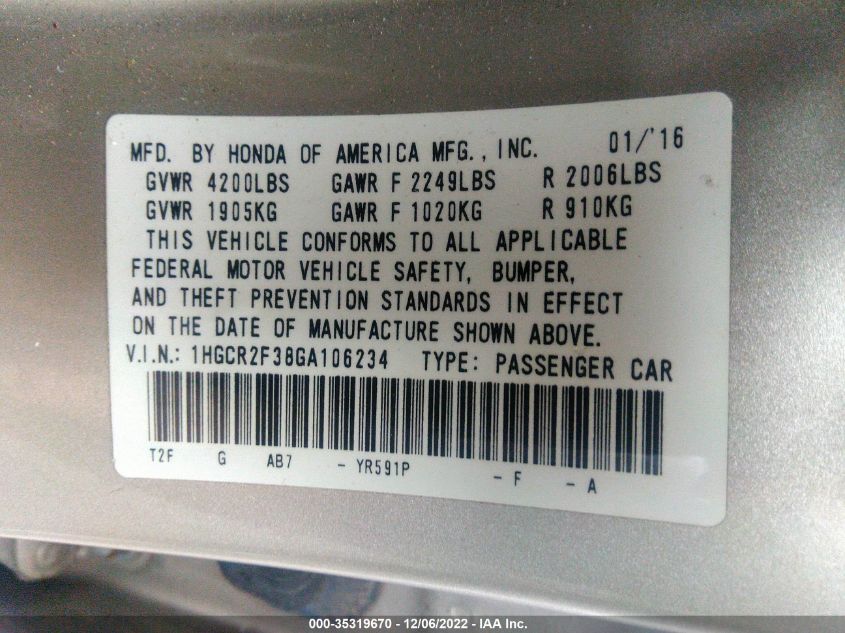 MFD. BY HONDA OF AMERICA MFG., INC. 01/'16
GVWR 4200LBS GAWR F 2249LBS R 2006LBS
GVWR 1905KG GAWR F 1020KG R 910KG
THIS VEHICLE CONFORMS TO ALL APPLICABLE
FEDERAL MOTOR VEHICLE SAFETY, BUMPER,
AND THEFT PREVENTION STANDARDS IN EFFECT
ON THE DATE OF MANUFACTURE SHOWN ABOVE.
V.I.N.: 1HGCR2F38GA106234 TYPE: PASSENGER CAR
T2F G AB7 - YR591P - F - A
000-35319670 - 12/06/2022 - IAA Inc.